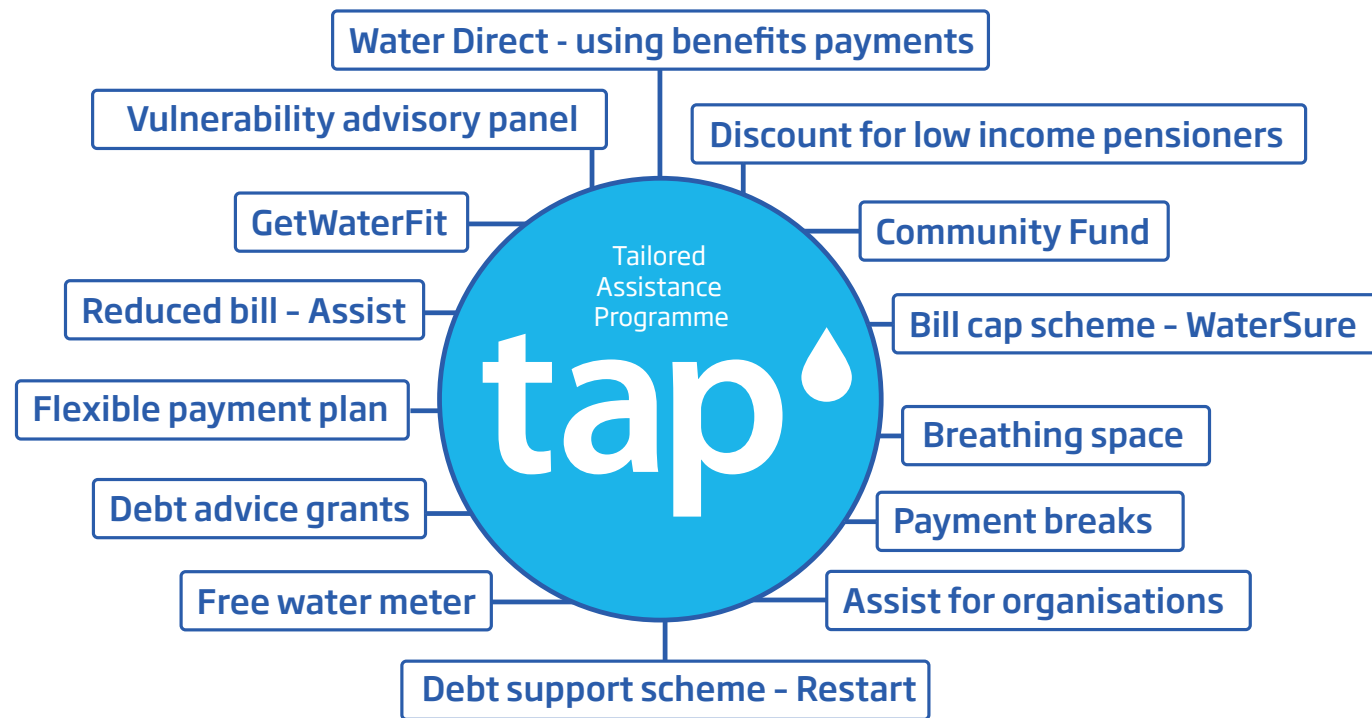 Water Direct - using benefits payments
Vulnerability advisory panel
Discount for low income pensioners
GetWaterFit
Community Fund
Tailored
Assistance
Programme
tap
Reduced bill – Assist
Bill cap scheme – WaterSure
Flexible payment plan
Breathing space
Debt advice grants
Payment breaks
Free water meter
Assist for organisations
Debt support scheme – Restart